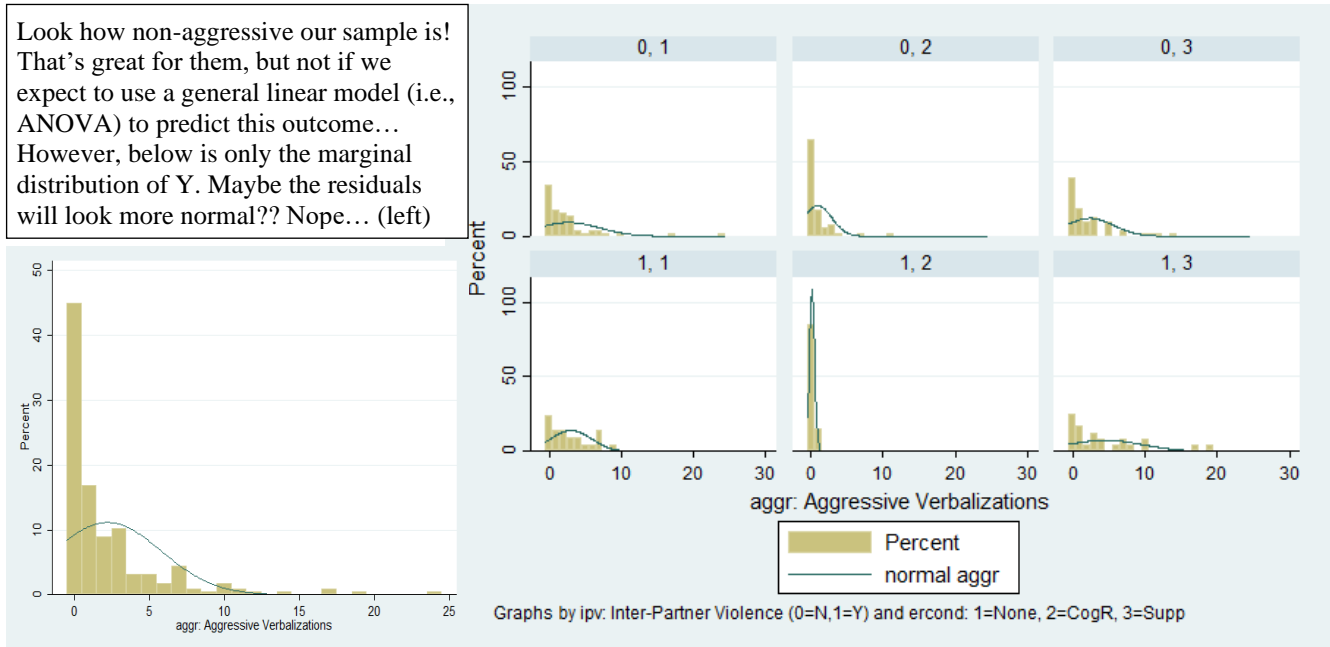 Look how non-aggressive our sample is!
That's great for them, but not if we
expect to use a general linear model (i.e.,
ANOVA) to predict this outcome…
However, below is only the marginal
distribution of Y. Maybe the residuals
will look more normal?? Nope… (left)
50
40
30
20
10
0
Percent
0 5 10 15 20 25
aggr: Aggressive Verbalizations
0, 1 0, 2 0, 3
100
50
0
1, 1 1, 2 1, 3
100
50
0
Percent
0 10 20 30 0 10 20 30 0 10 20 30
aggr: Aggressive Verbalizations
Percent
normal aggr
Graphs by ipv: Inter-Partner Violence (0=N,1=Y) and ercond: 1=None, 2=CogR, 3=Supp